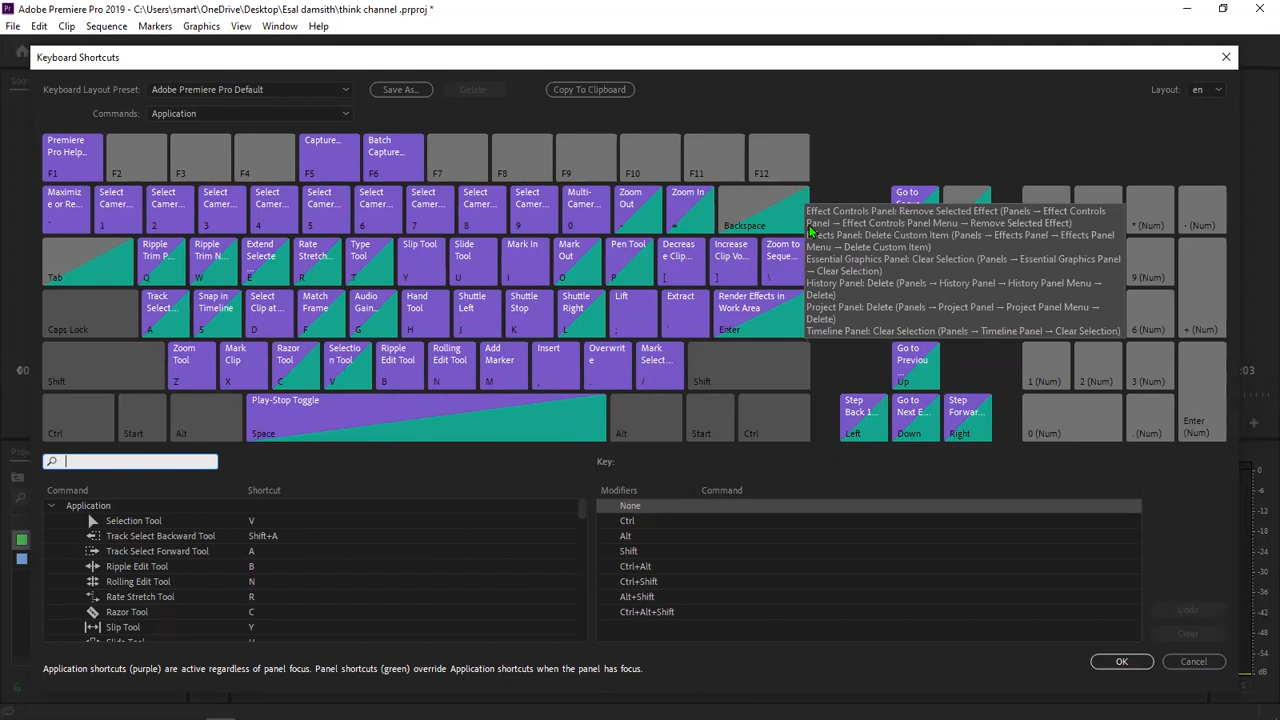 Adobe Premiere Pro 2019 - C:\Users\smart\OneDrive\Desktop\Esal damsith\think channel .prproj *
File Edit Clip Sequence Markers Graphics View Window Help
Keyboard Shortcuts
Keyboard Layout Preset: Adobe Premiere Pro Default Save As... Delete Copy To Clipboard Layout: en
Commands: Application
Premiere Pro Help... F1
F2
F3
F4
Capture... F5
Batch Capture... F6
F7
F8
F9
F10
F11
F12
Maximiz e or Re... `
Select Camer... 1
Select Camer... 2
Select Camer... 3
Select Camer... 4
Select Camer... 5
Select Camer... 6
Select Camer... 7
Select Camer... 8
Select Camer... 9
Multi- Camer... 0
Zoom Out -
Zoom In =
Backspace
Go to
- (Num)
* (Num)
Tab
Ripple Trim P... Q
Ripple Trim N... W
Extend Selecte... E
Rate Stretch... R
Type Tool T
Slip Tool Y
Slide Tool U
Mark In I
Mark Out O
Pen Tool P
Decreas e Clip... [
Increase Clip Vo... ]
Zoom to Seque... \
9 (Num)
Caps Lock
Track Select... A
Snap in Timeline S
Select Clip at... D
Match Frame F
Audio Gain... G
Hand Tool H
Shuttle Left J
Shuttle Stop K
Shuttle Right L
Lift ;
Extract '
Render Effects in Work Area Enter
6 (Num)
+ (Num)
Effect Controls Panel: Remove Selected Effect (Panels → Effect Controls
Panel → Effect Controls Panel Menu → Remove Selected Effect)
Effects Panel: Delete Custom Item (Panels → Effects Panel → Effects Panel
Menu → Delete Custom Item)
Essential Graphics Panel: Clear Selection (Panels → Essential Graphics Panel
→ Clear Selection)
History Panel: Delete (Panels → History Panel → History Panel Menu →
Delete)
Project Panel: Delete (Panels → Project Panel → Project Panel Menu →
Delete)
Timeline Panel: Clear Selection (Panels → Timeline Panel → Clear Selection)
Shift
Zoom Tool Z
Mark Clip X
Razor Tool C
Selectio n Tool V
Ripple Edit Tool B
Rolling Edit Tool N
Add Marker M
Insert ,
Overwrit e .
Mark Select... /
Shift
Go to Previou ... Up
1 (Num)
2 (Num)
3 (Num)
Enter (Num)
Ctrl
Start
Alt
Play-Stop Toggle Space
Alt
Start
Ctrl
Step Back 1... Left
Go to Next E... Down
Step Forwar... Right
0 (Num)
. (Num)
:03
Key:
Command Shortcut
Application
Selection Tool V
Track Select Backward Tool Shift+A
Track Select Forward Tool A
Ripple Edit Tool B
Rolling Edit Tool N
Rate Stretch Tool R
Razor Tool C
Slip Tool Y
Modifiers Command
None
Ctrl
Alt
Shift
Ctrl+Alt
Ctrl+Shift
Alt+Shift
Ctrl+Alt+Shift
Undo
Clear
Application shortcuts (purple) are active regardless of panel focus. Panel shortcuts (green) override Application shortcuts when the panel has focus.
OK Cancel
0
-6
-12
-18
-24
-30
-36
-42
-48
-54